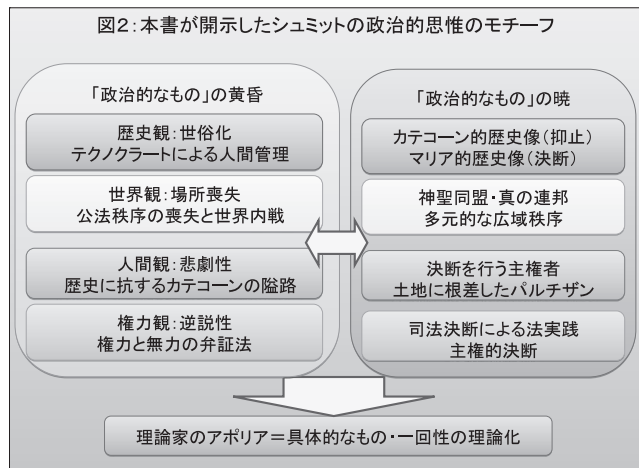 図2：本書が開示したシュミットの政治的思惟のモチーフ
「政治的なもの」の黄昏
歴史観：世俗化
テクノクラートによる人間管理
世界観：場所喪失
公法秩序の喪失と世界内戦
人間観：悲劇性
歴史に抗するカテコーンの隘路
権力観：逆説性
権力と無力の弁証法
「政治的なもの」の暁
カテコーン的歴史像（抑止）
マリア的歴史像（決断）
神聖同盟・真の連邦
多元的な広域秩序
決断を行う主権者
土地に根差したパルチザン
司法決断による法実践
主権的決断
理論家のアポリア＝具体的なもの・一回性の理論化